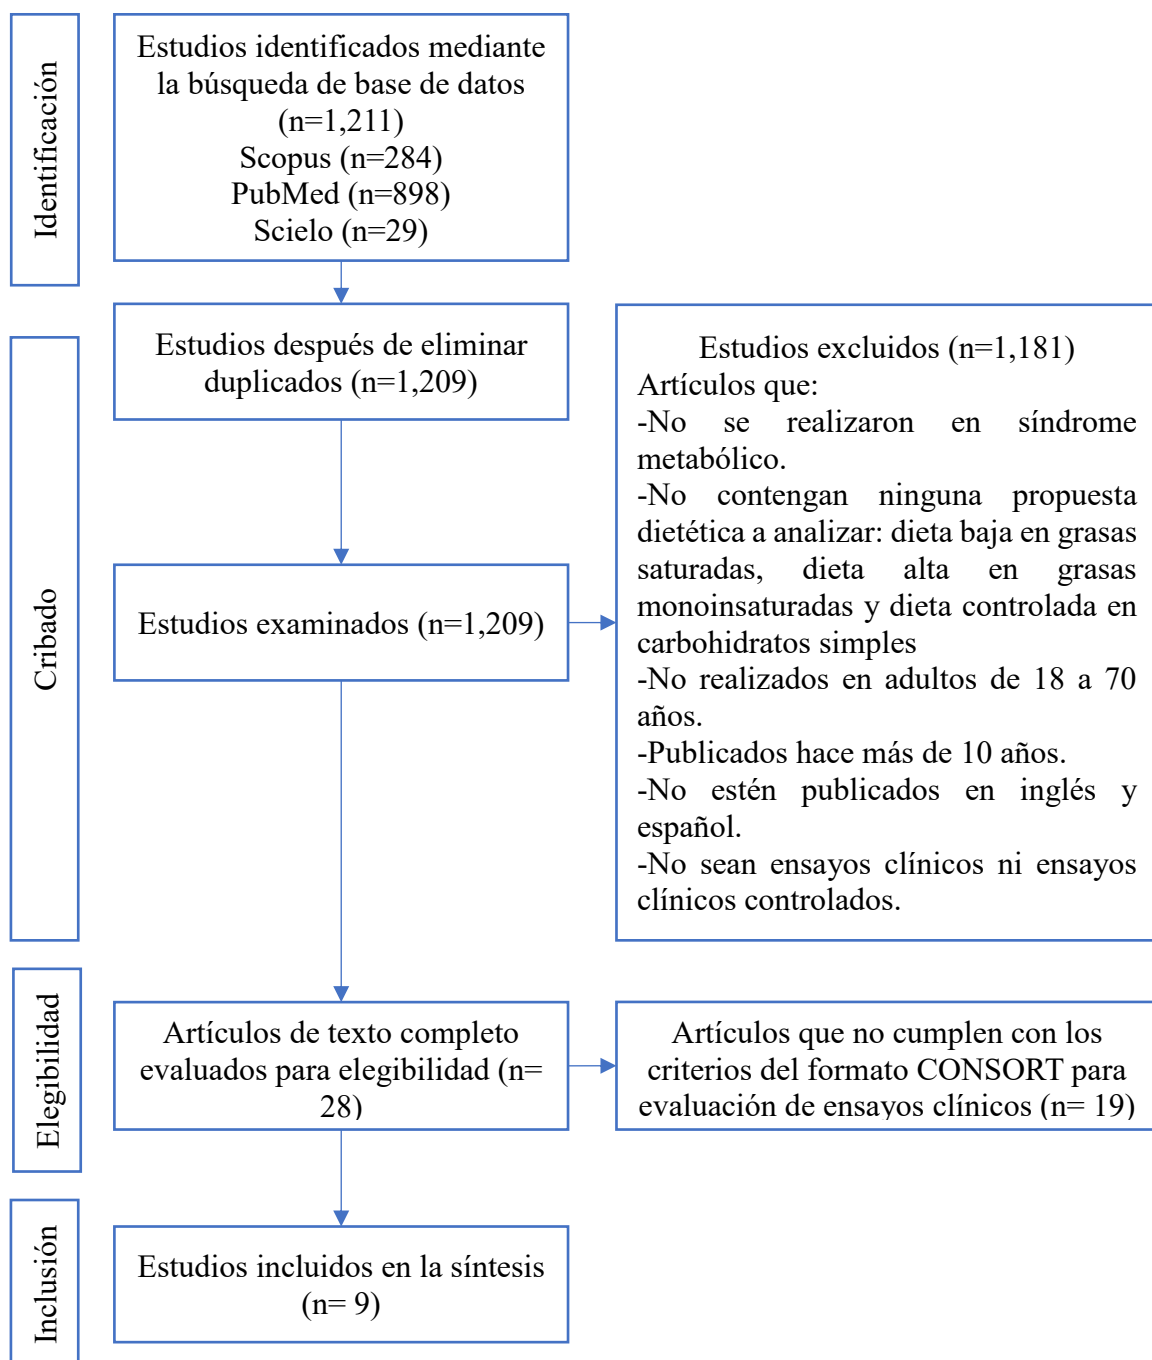 Identificación
Estudios identificados mediante
la búsqueda de base de datos
(n=1,211)
Scopus (n=284)
PubMed (n=898)
Scielo (n=29)
Cribado
Estudios después de eliminar
duplicados (n=1,209)
Estudios examinados (n=1,209)
Estudios excluidos (n=1,181)
Artículos que:
-No se realizaron en síndrome
metabólico.
-No contengan ninguna propuesta
dietética a analizar: dieta baja en grasas
saturadas, dieta alta en grasas
monoinsaturadas y dieta controlada en
carbohidratos simples
-No realizados en adultos de 18 a 70
años.
-Publicados hace más de 10 años.
-No estén publicados en inglés y
español.
-No sean ensayos clínicos ni ensayos
clínicos controlados.
Elegibilidad
Artículos de texto completo
evaluados para elegibilidad (n=
28)
Artículos que no cumplen con los
criterios del formato CONSORT para
evaluación de ensayos clínicos (n= 19)
Inclusión
Estudios incluidos en la síntesis
(n= 9)